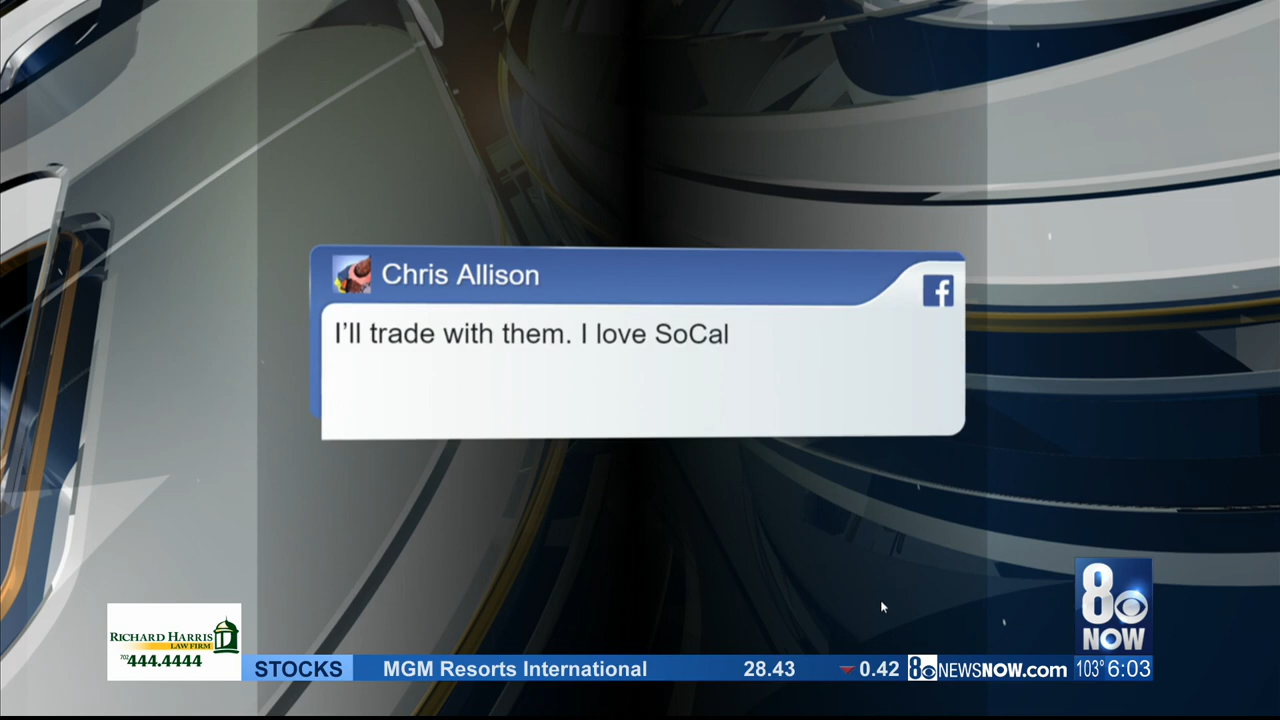 Chris Allison
f
I'll trade with them. I love SoCal
8
NOW
RICHARD HARRIS
LAW FIRM
702 444.4444
STOCKS MGM Resorts International 28.43 0.42 8 NEWSNOW.com 103° 6:03